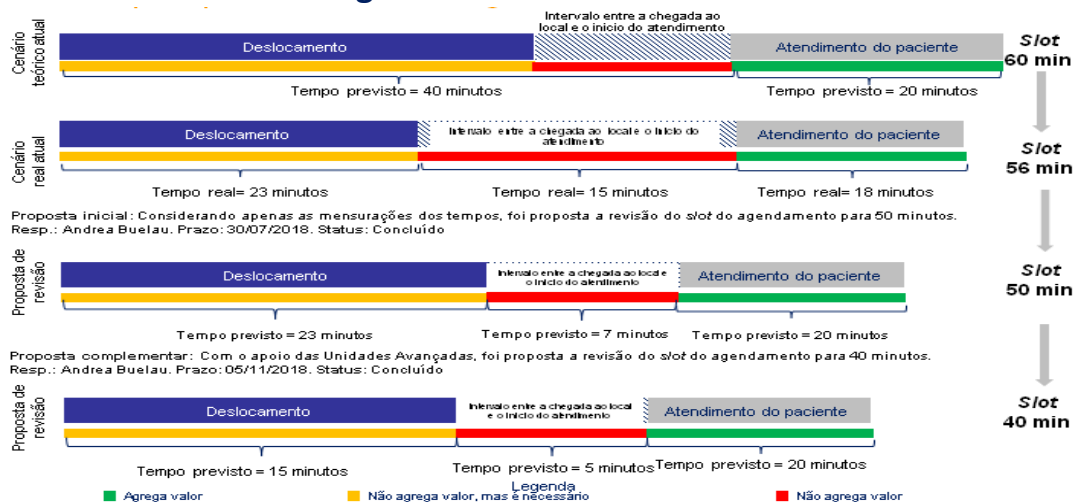 Intervalo entre a chegada ao
local e o inicio do atendimento
Cenário
teórico atual
Deslocamento
Atendimento do paciente
Slot
60 min
Tempo previsto = 40 minutos
Tempo previsto = 20 minutos
Cenário
real atual
Deslocamento
Intervalo entre a chegada ao local e o início do
atendimento
Atendimento do paciente
Slot
56 min
Tempo real= 23 minutos
Tempo real= 15 minutos
Tempo real= 18 minutos
Proposta inicial: Considerando apenas as mensurações dos tempos, foi proposta a revisão do slot do agendamento para 50 minutos.
Resp.: Andrea Buelau. Prazo: 30/07/2018. Status: Concluído
Proposta de
revisão
Deslocamento
Intervalo entre a chegada ao local e
o início do atendimento
Atendimento do paciente
Slot
50 min
Tempo previsto = 23 minutos
Tempo previsto = 7 minutos
Tempo previsto = 20 minutos
Proposta complementar: Com o apoio das Unidades Avançadas, foi proposta a revisão do slot do agendamento para 40 minutos.
Resp.: Andrea Buelau. Prazo: 05/11/2018. Status: Concluído
Proposta de
revisão
Deslocamento
Intervalo entre a chegada ao local
e o início do atendimento
Atendimento do paciente
Slot
40 min
Tempo previsto = 15 minutos
Tempo previsto = 5 minutos
Tempo previsto = 20 minutos
Legenda
Agrega valor
Não agrega valor, mas é necessário
Não agrega valor